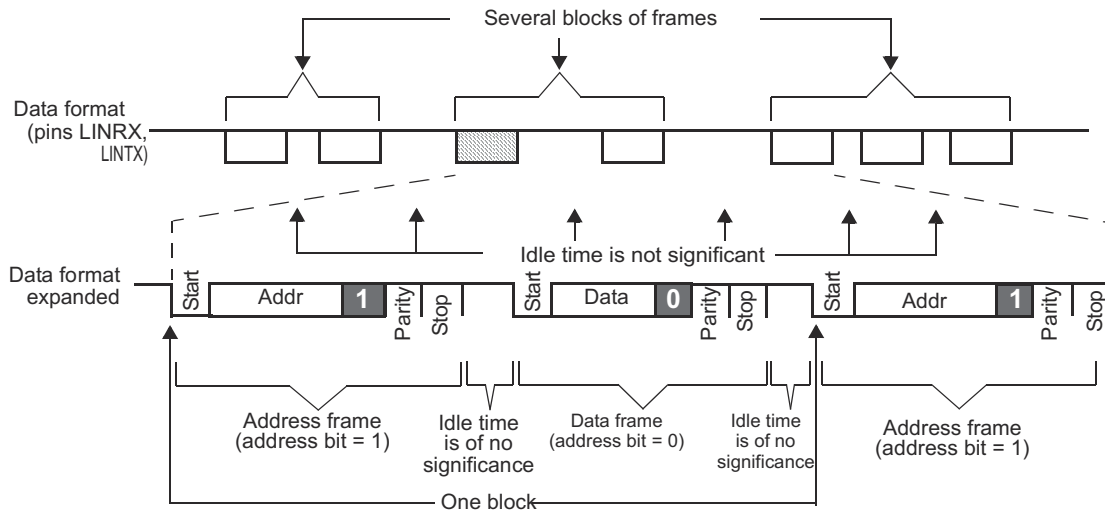 Several blocks of frames
Data format
(pins LINRX,
LINTX)
Idle time is not significant
Data format
expanded
Start
Addr
1
Parity
Stop
Start
Data
0
Parity
Stop
Start
Addr
1
Parity
Stop
Address frame
(address bit = 1)
Idle time
is of no
significance
Data frame
(address bit = 0)
Idle time
is of no
significance
Address frame
(address bit = 1)
One block